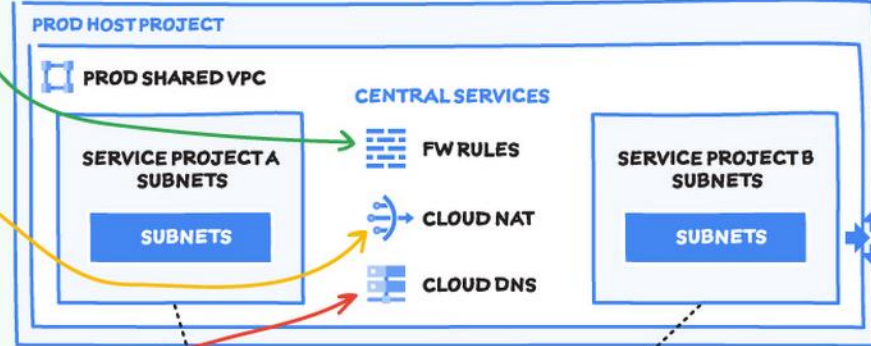 PROD HOST PROJECT
PROD SHARED VPC
CENTRAL SERVICES
SERVICE PROJECT A
SUBNETS
SUBNETS
FW RULES
CLOUD NAT
CLOUD DNS
SERVICE PROJECT B
SUBNETS
SUBNETS